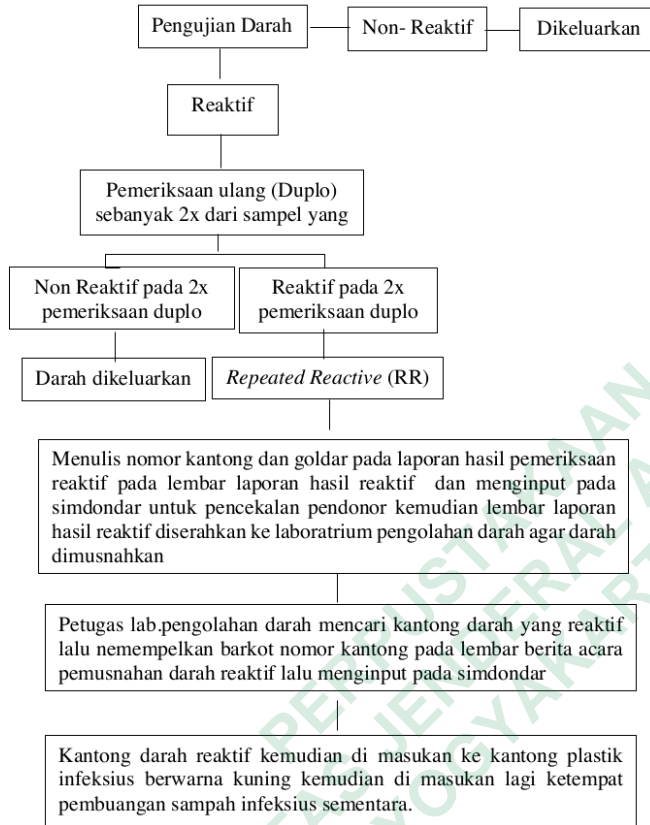 Pengujian Darah
Non- Reaktif
Dikeluarkan
Reaktif
Pemeriksaan ulang (Duplo)
sebanyak 2x dari sampel yang
Non Reaktif pada 2x
pemeriksaan duplo
Reaktif pada 2x
pemeriksaan duplo
Darah dikeluarkan
Repeated Reactive (RR)
Menulis nomor kantong dan goldar pada laporan hasil pemeriksaan
reaktif pada lembar laporan hasil reaktif dan menginput pada
simdondar untuk pencekalan pendonor kemudian lembar laporan
hasil reaktif diserahkan ke laboratrium pengolahan darah agar darah
dimusnahkan
Petugas lab.pengolahan darah mencari kantong darah yang reaktif
lalu nemempelkan barkot nomor kantong pada lembar berita acara
pemusnahan darah reaktif lalu menginput pada simdondar
Kantong darah reaktif kemudian di masukan ke kantong plastik
infeksius berwarna kuning kemudian di masukan lagi ketempat
pembuangan sampah infeksius sementara.
PERPUSTAKAAN
JENDERAL